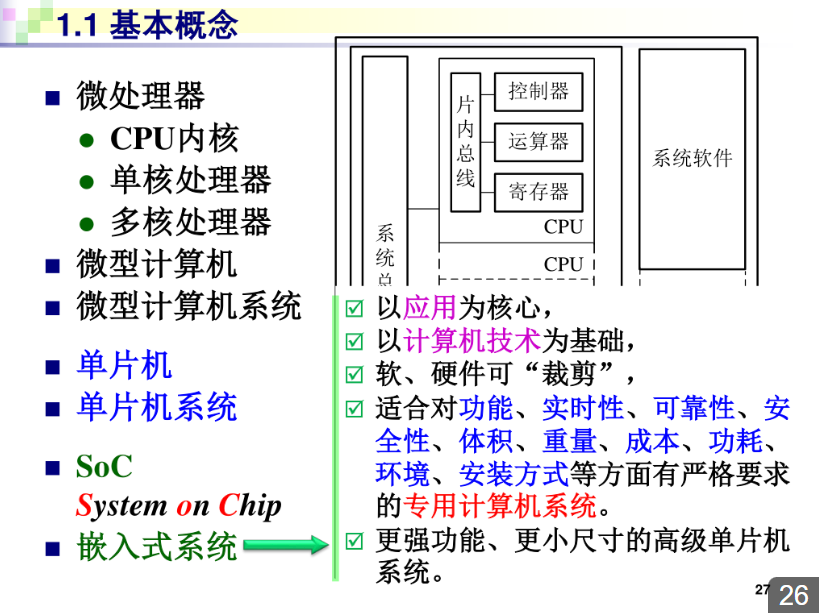 1.1 基本概念
微处理器
CPU内核
单核处理器
多核处理器
微型计算机
微型计算机系统
单片机
单片机系统
SoC
System on Chip
嵌入式系统
系统总
片内总线
控制器
运算器
寄存器
CPU
CPU
系统软件
以应用为核心，
以计算机技术为基础，
软、硬件可“裁剪”，
适合对功能、实时性、可靠性、安
全性、体积、重量、成本、功耗、
环境、安装方式等方面有严格要求
的专用计算机系统。
更强功能、更小尺寸的高级单片机
系统。
27
26